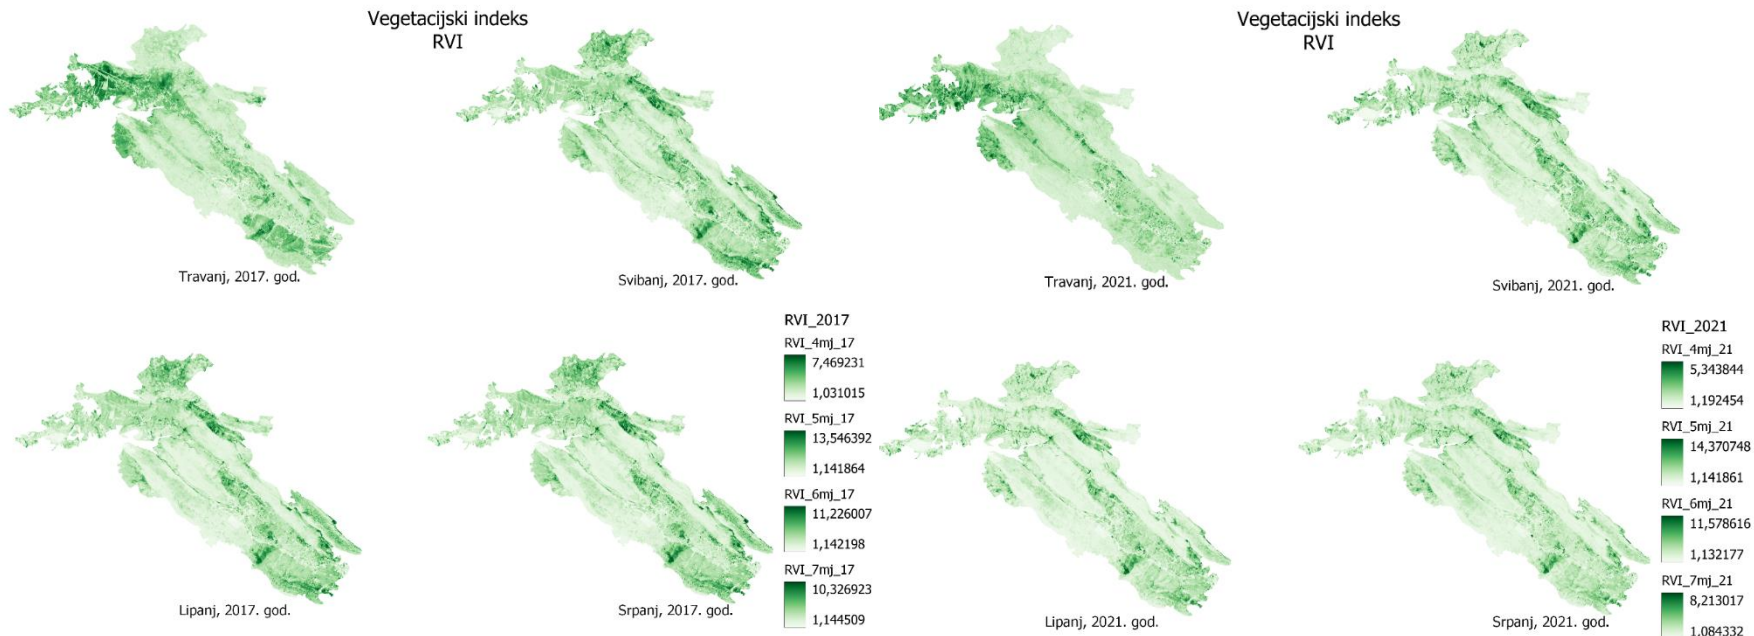 Vegetacijski indeks
RVI
Travanj, 2017. god.
Svibanj, 2017. god.
Lipanj, 2017. god.
Srpanj, 2017. god.
RVI_2017
RVI_4mj_17
7,469231
1,031015
RVI_5mj_17
13,546392
1,141864
RVI_6mj_17
11,226007
1,142198
RVI_7mj_17
10,326923
1,144509
Vegetacijski indeks
RVI
Travanj, 2021. god.
Svibanj, 2021. god.
Lipanj, 2021. god.
Srpanj, 2021. god.
RVI_2021
RVI_4mj_21
5,343844
1,192454
RVI_5mj_21
14,370748
1,141861
RVI_6mj_21
11,578616
1,132177
RVI_7mj_21
8,213017
1,084332